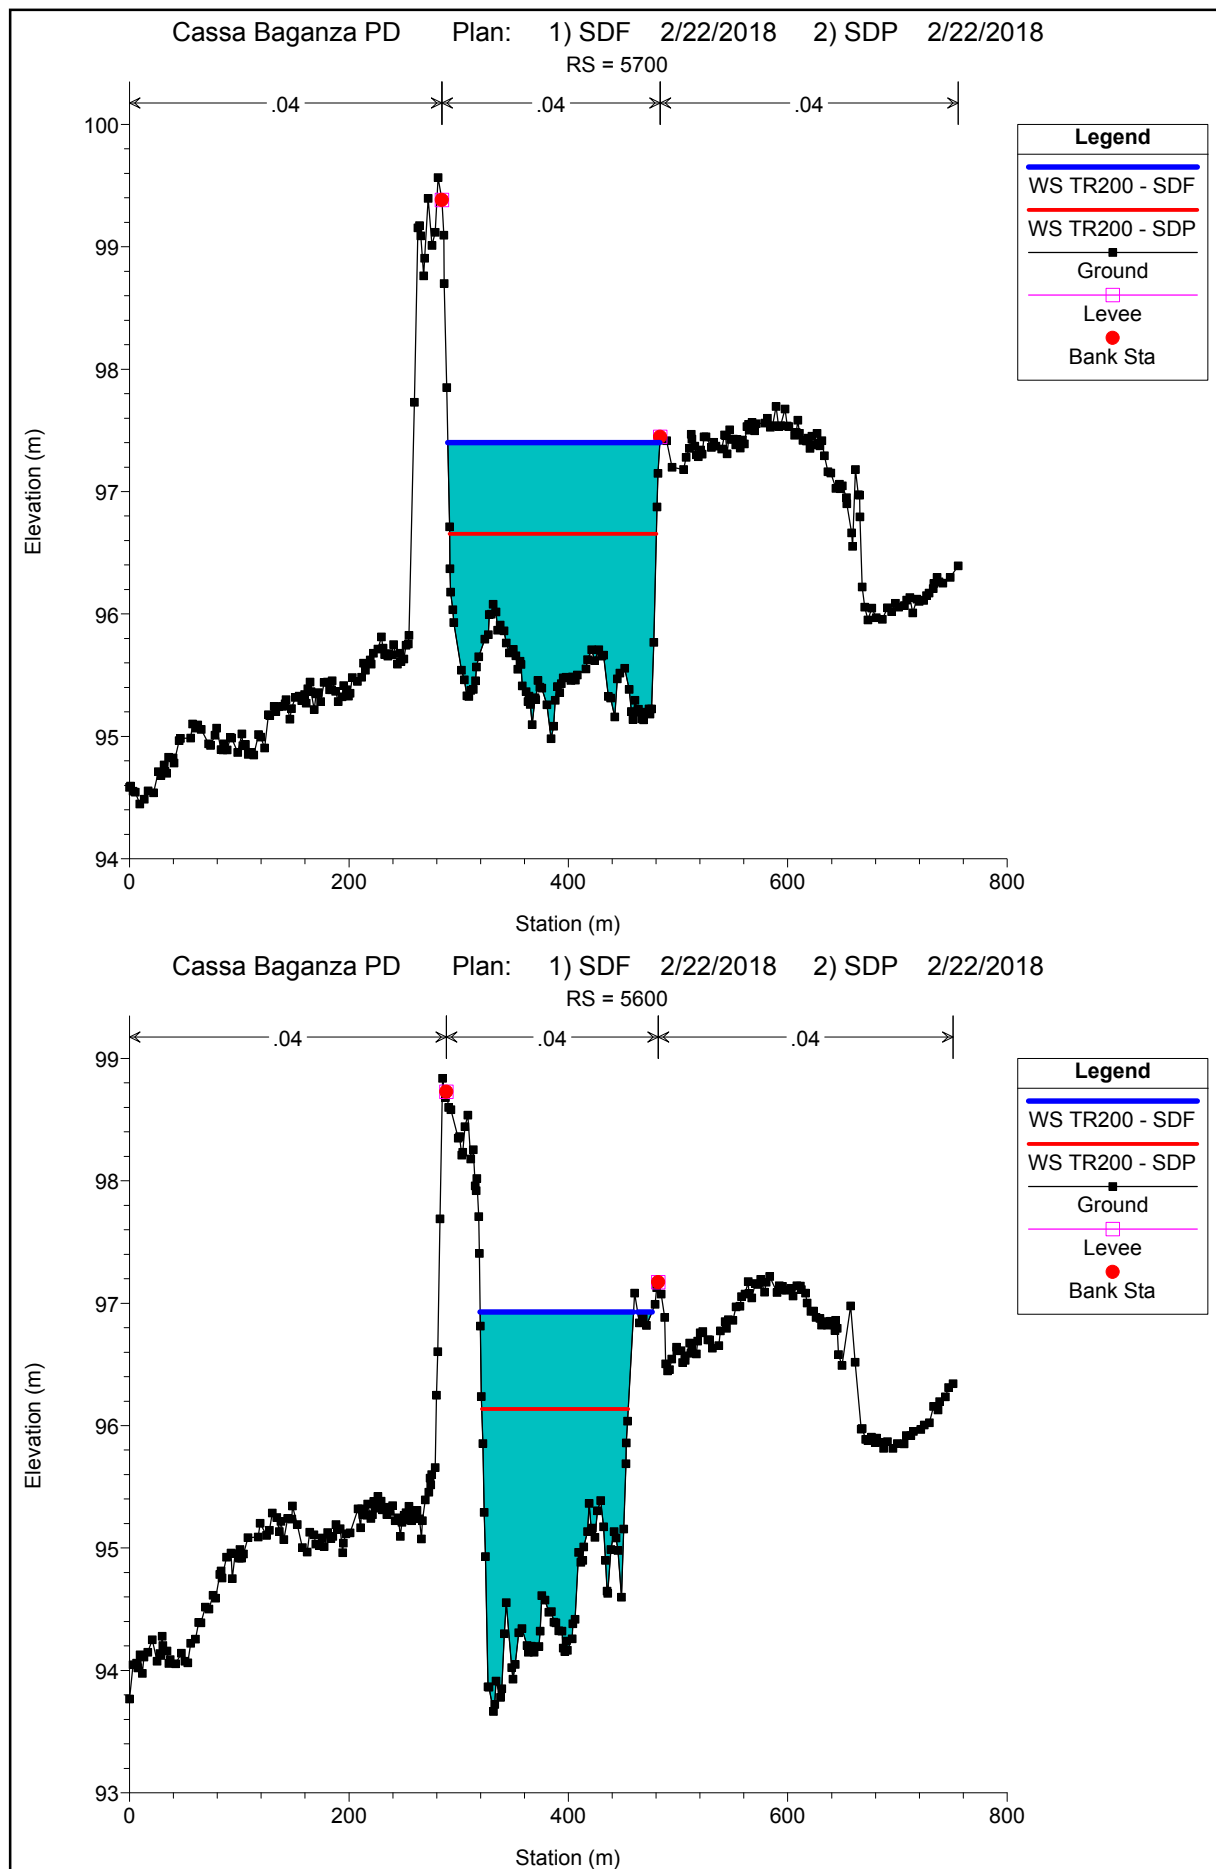 Cassa Baganza PD Plan: 1) SDF 2/22/2018 2) SDP 2/22/2018
RS = 5700
.04 .04 .04
100
99
98
97
96
95
94
Elevation (m)
0 200 400 600 800
Station (m)
Legend
WS TR200 - SDF
WS TR200 - SDP
Ground
Levee
Bank Sta
Cassa Baganza PD Plan: 1) SDF 2/22/2018 2) SDP 2/22/2018
RS = 5600
.04 .04 .04
99
98
97
96
95
94
93
Elevation (m)
0 200 400 600 800
Station (m)
Legend
WS TR200 - SDF
WS TR200 - SDP
Ground
Levee
Bank Sta